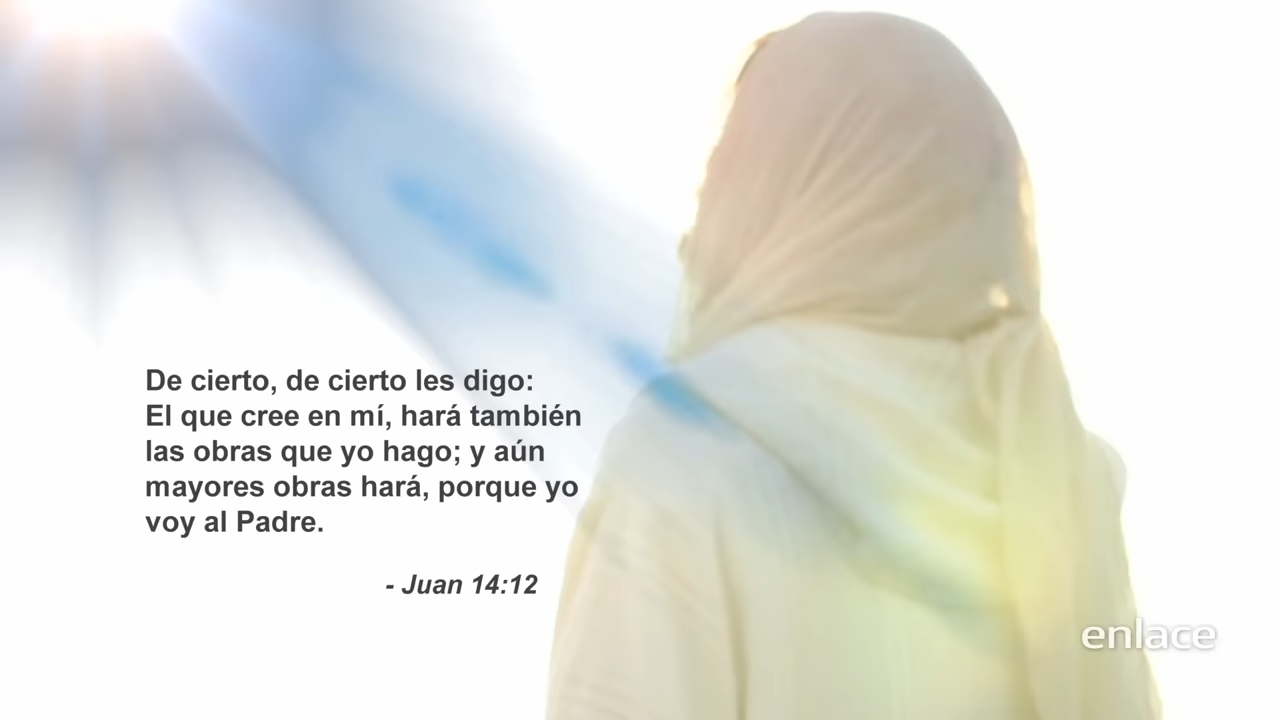 De cierto, de cierto les digo:
El que cree en mí, hará también
las obras que yo hago; y aún
mayores obras hará, porque yo
voy al Padre.
- Juan 14:12
enlace